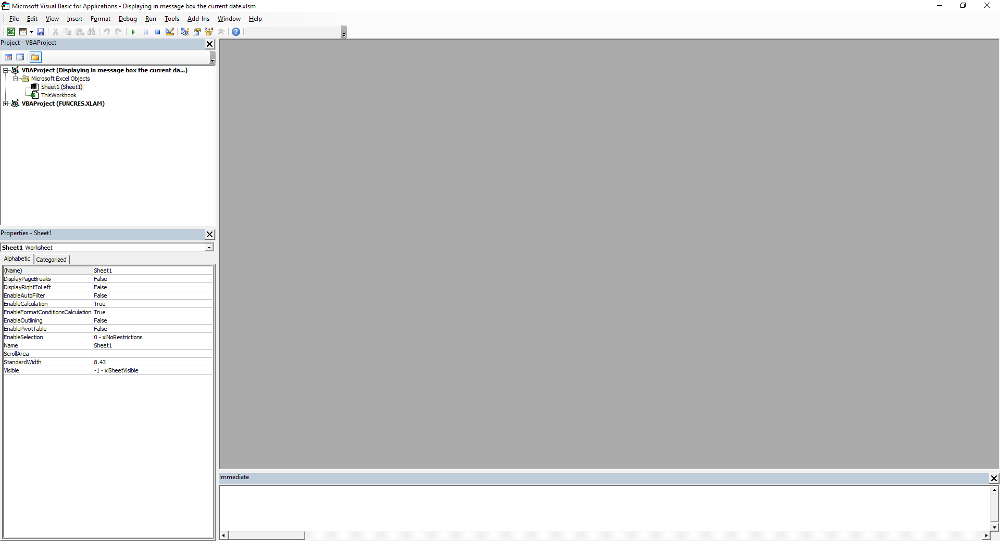 Microsoft Visual Basic for Applications - Displaying in message box the current date.xlsm
File Edit View Insert Format Debug Run Tools Add-Ins Window Help
Project - VBAProject
VBAProject (Displaying in message box the current da...)
Microsoft Excel Objects
Sheet1 (Sheet1)
ThisWorkbook
VBAProject (FUNCRES.XLAM)
Properties - Sheet1
Sheet1 Worksheet
Alphabetic Categorized
(Name) Sheet1
DisplayPageBreaks False
DisplayRightToLeft False
EnableAutoFilter False
EnableCalculation True
EnableFormatConditionsCalculation True
EnableOutlining False
EnablePivotTable False
EnableSelection 0 - xlNoRestrictions
Name Sheet1
ScrollArea
StandardWidth 8.43
Visible -1 - xlSheetVisible
Immediate